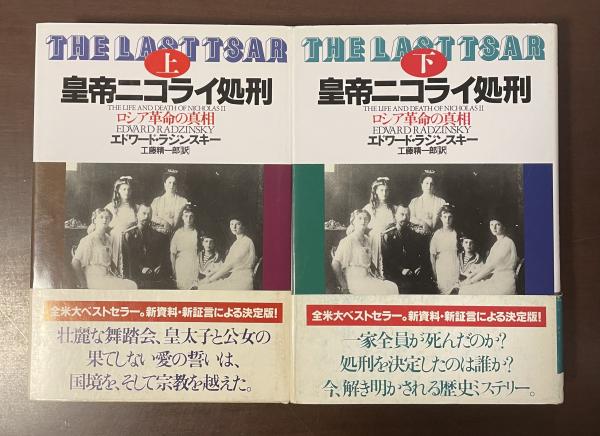 THE LAST TSAR
上
皇帝ニコライ処刑
THE LIFE AND DEATH OF NICHOLAS II
ロシア革命の真相
EDVARD RADZINSKY
エドワード・ラジンスキー
工藤精一郎[訳]
全米大ベストセラー。新資料・新証言による決定版!
壮麗な舞踏会、皇太子と公女の
果てしない愛の誓いは、
国境を、そして宗教を越えた。
THE LAST TSAR
下
皇帝ニコライ処刑
THE LIFE AND DEATH OF NICHOLAS II
ロシア革命の真相
EDVARD RADZINSKY
エドワード・ラジンスキー
工藤精一郎[訳]
全米大ベストセラー。新資料・新証言による決定版!
一家全員が死んだのか?
処刑を決定したのは誰か?
今、解き明かされる歴史ミステリー。